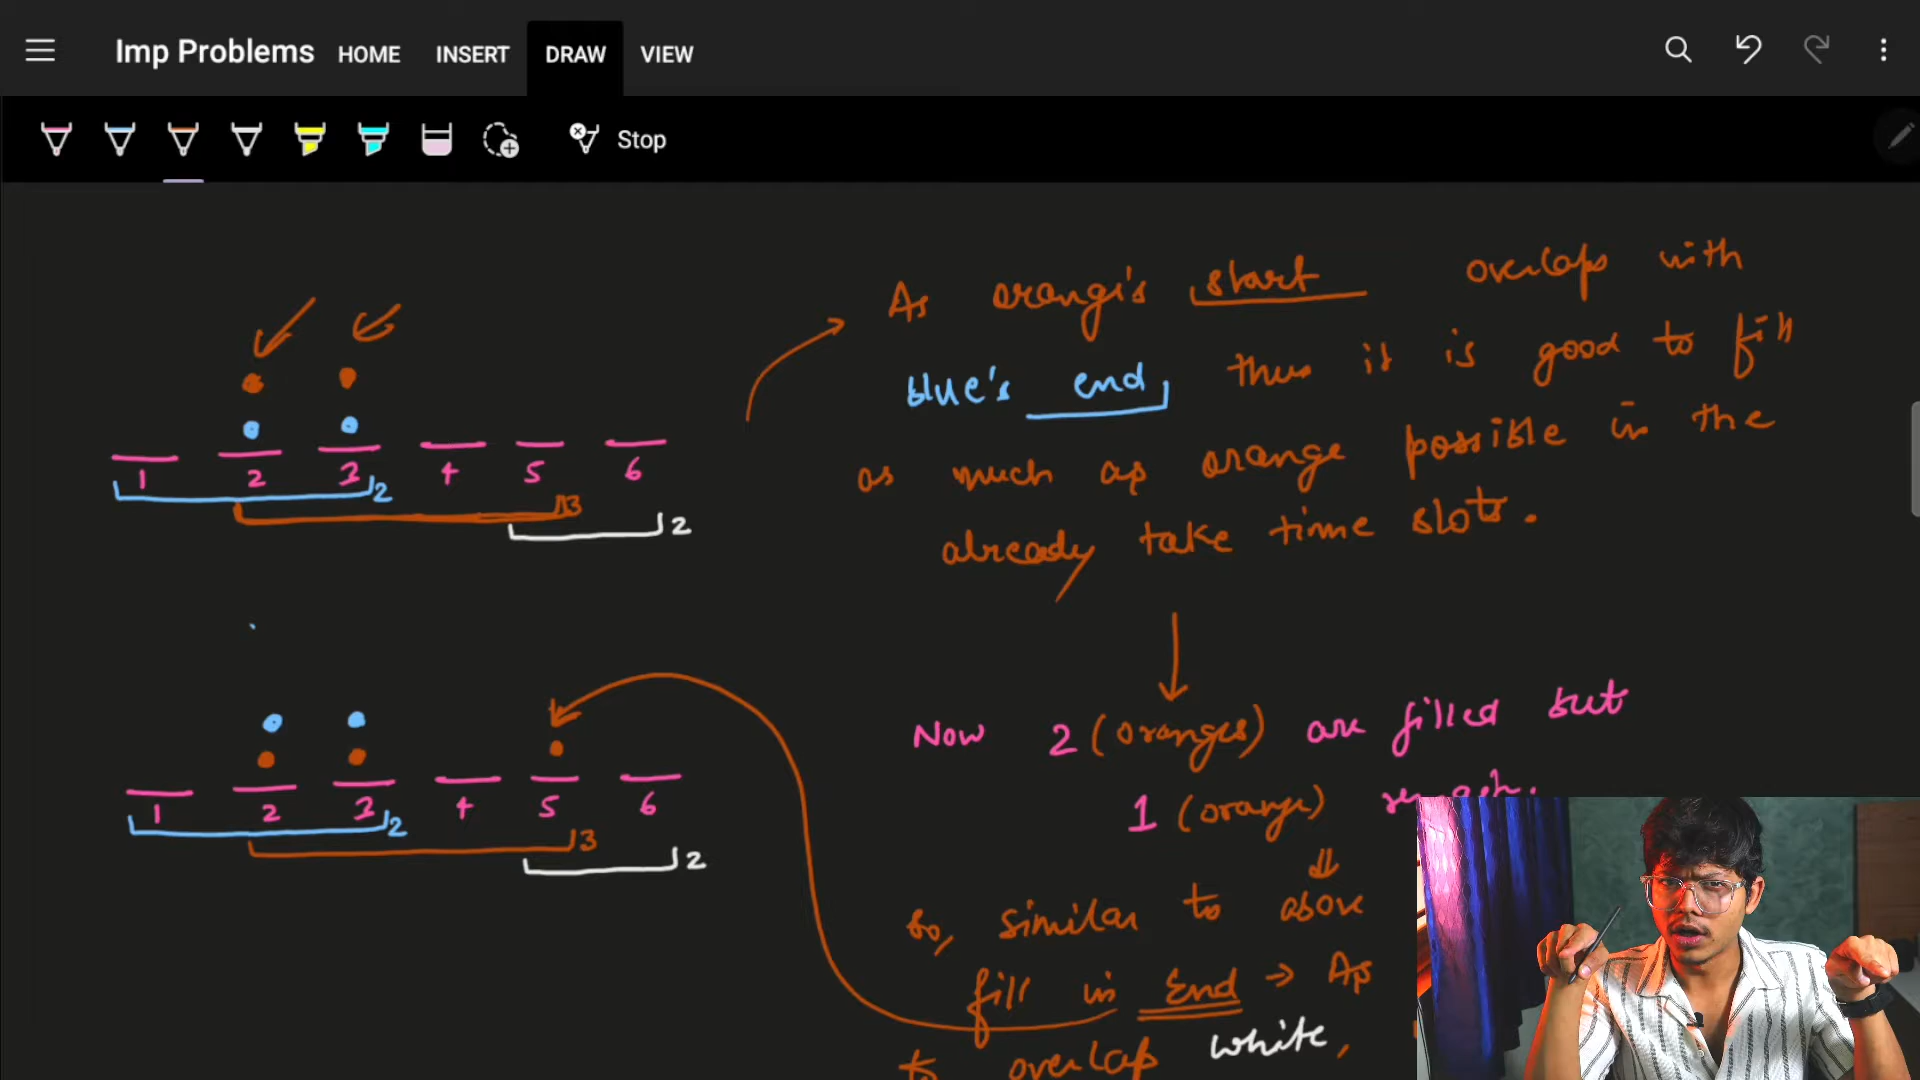 Imp Problems HOME INSERT DRAW VIEW
Stop
As orange's start overlaps with
blue's end, thus it is good to fill
as much as orange possible in the
already take time slots.
1 2 3 4 5 6
2
3
2
Now 2 (oranges) are filled but
1 (orange)
1 2 3 4 5 6
2
3
2
so, similar to above
fill in End → As
to overlap white,